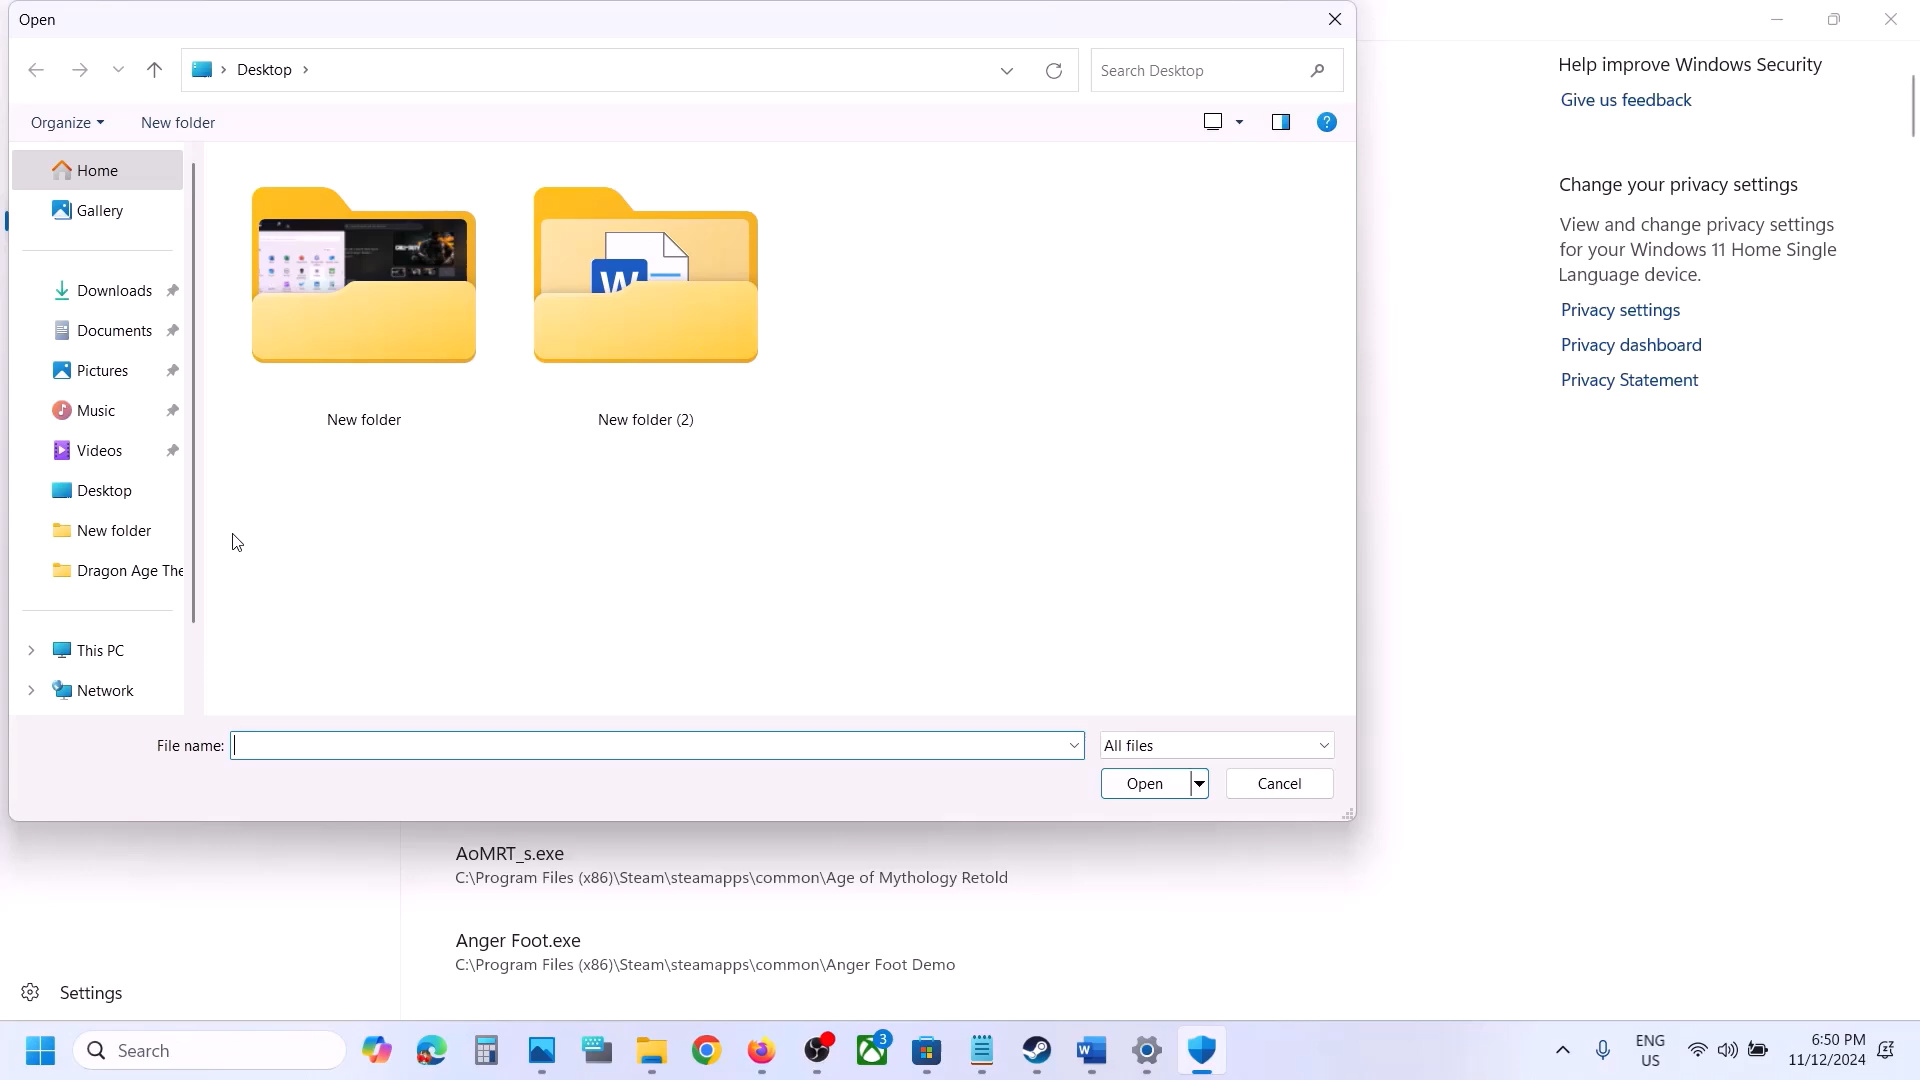 Open
Desktop
Search Desktop
Organize
New folder
Home
Gallery
Downloads
Documents
Pictures
Music
Videos
Desktop
New folder
Dragon Age The
This PC
Network
New folder
New folder (2)
File name:
All files
Open
Cancel
Help improve Windows Security
Give us feedback
Change your privacy settings
View and change privacy settings
for your Windows 11 Home Single
Language device.
Privacy settings
Privacy dashboard
Privacy Statement
AoMRT_s.exe
C:\Program Files (x86)\Steam\steamapps\common\Age of Mythology Retold
Anger Foot.exe
C:\Program Files (x86)\Steam\steamapps\common\Anger Foot Demo
Settings
Search
3
ENG
US
6:50 PM
11/12/2024